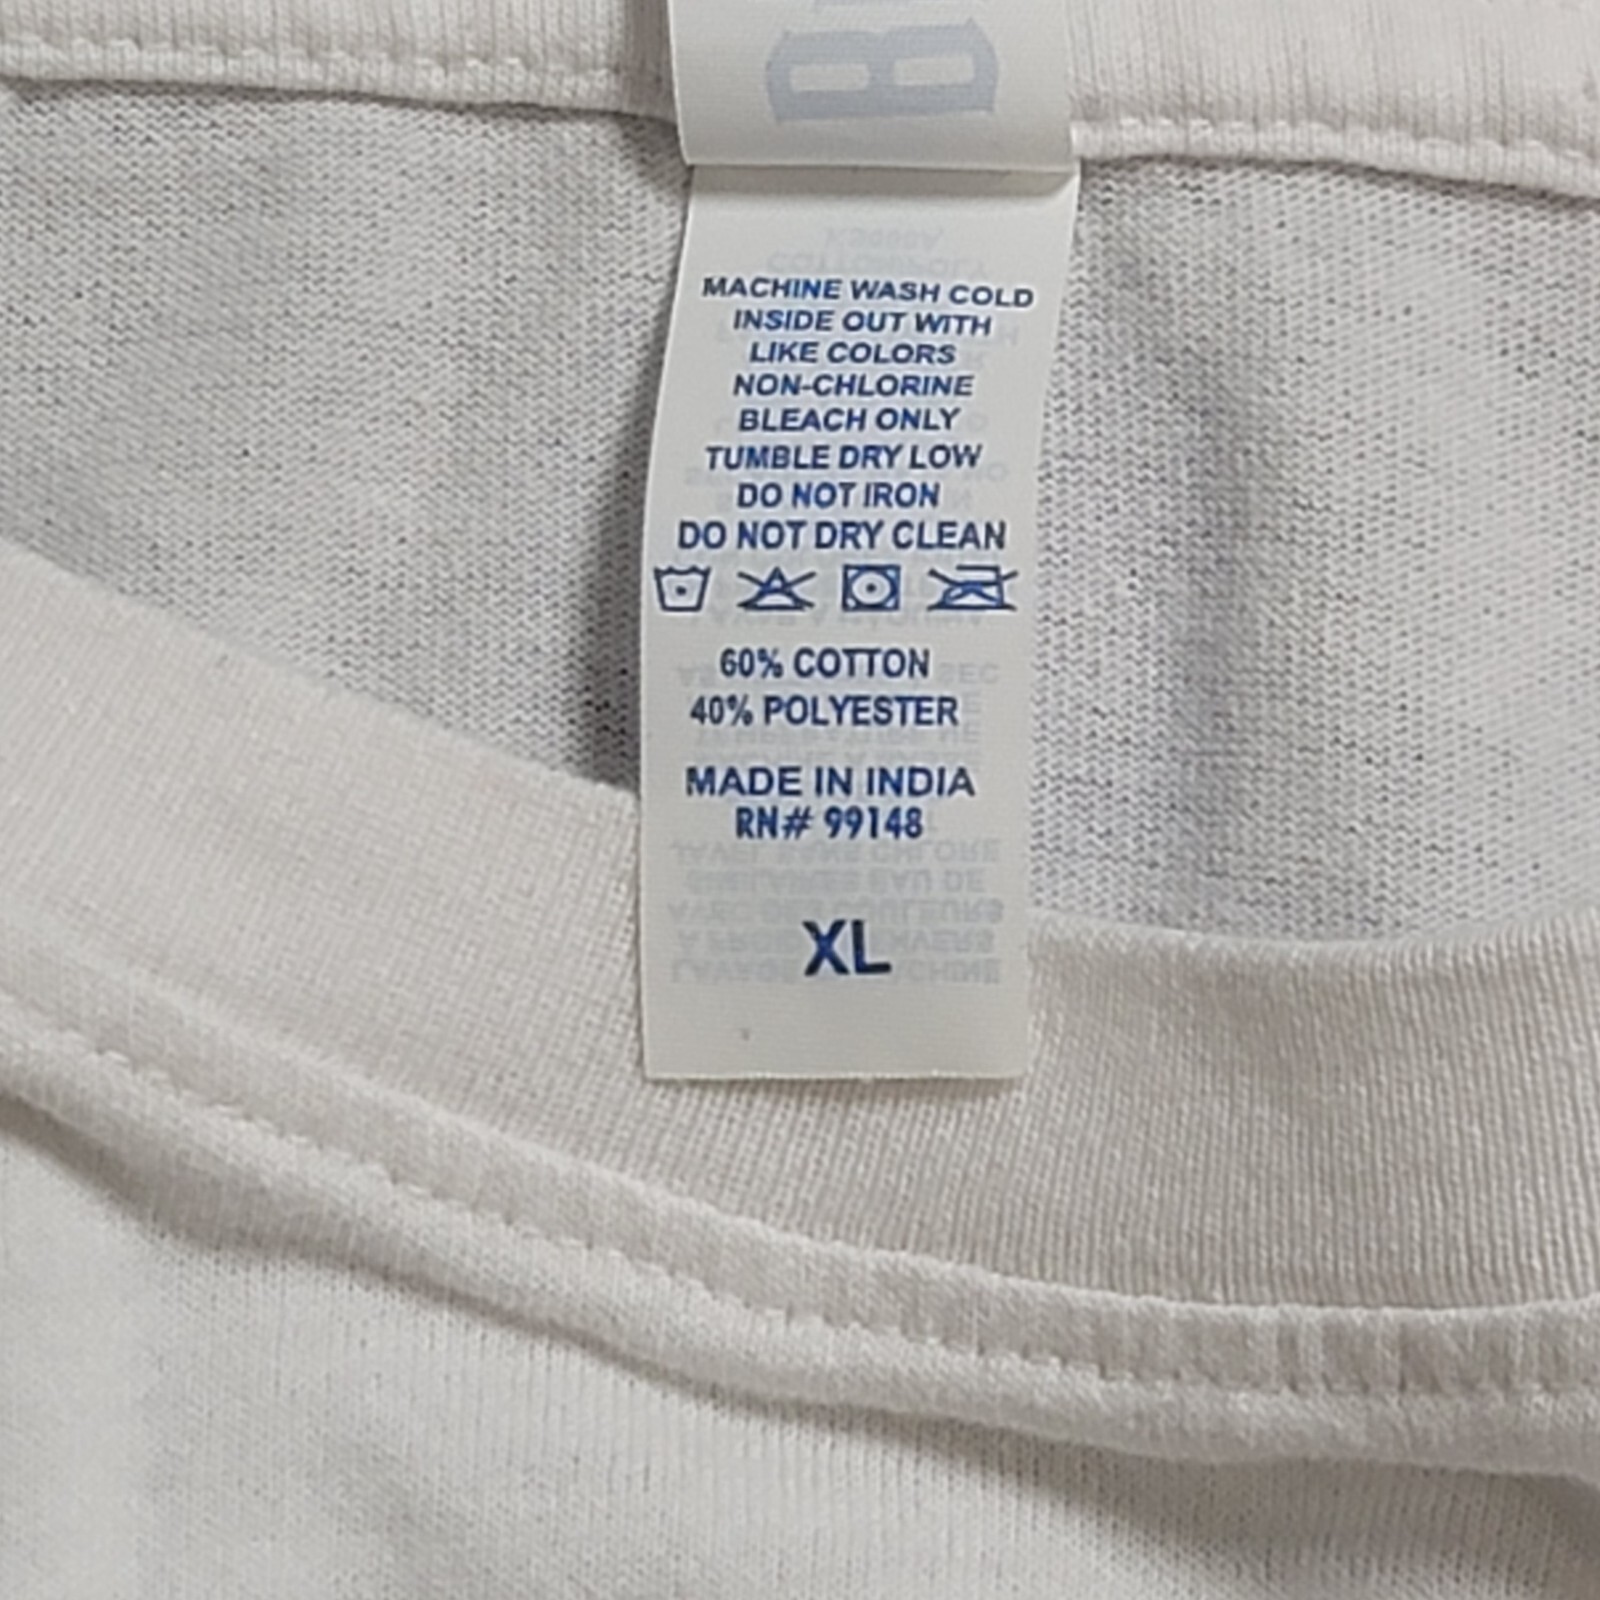 MACHINE WASH COLD
INSIDE OUT WITH
LIKE COLORS
NON-CHLORINE
BLEACH ONLY
TUMBLE DRY LOW
DO NOT IRON
DO NOT DRY CLEAN
60% COTTON
40% POLYESTER
MADE IN INDIA
RN# 99148
XL